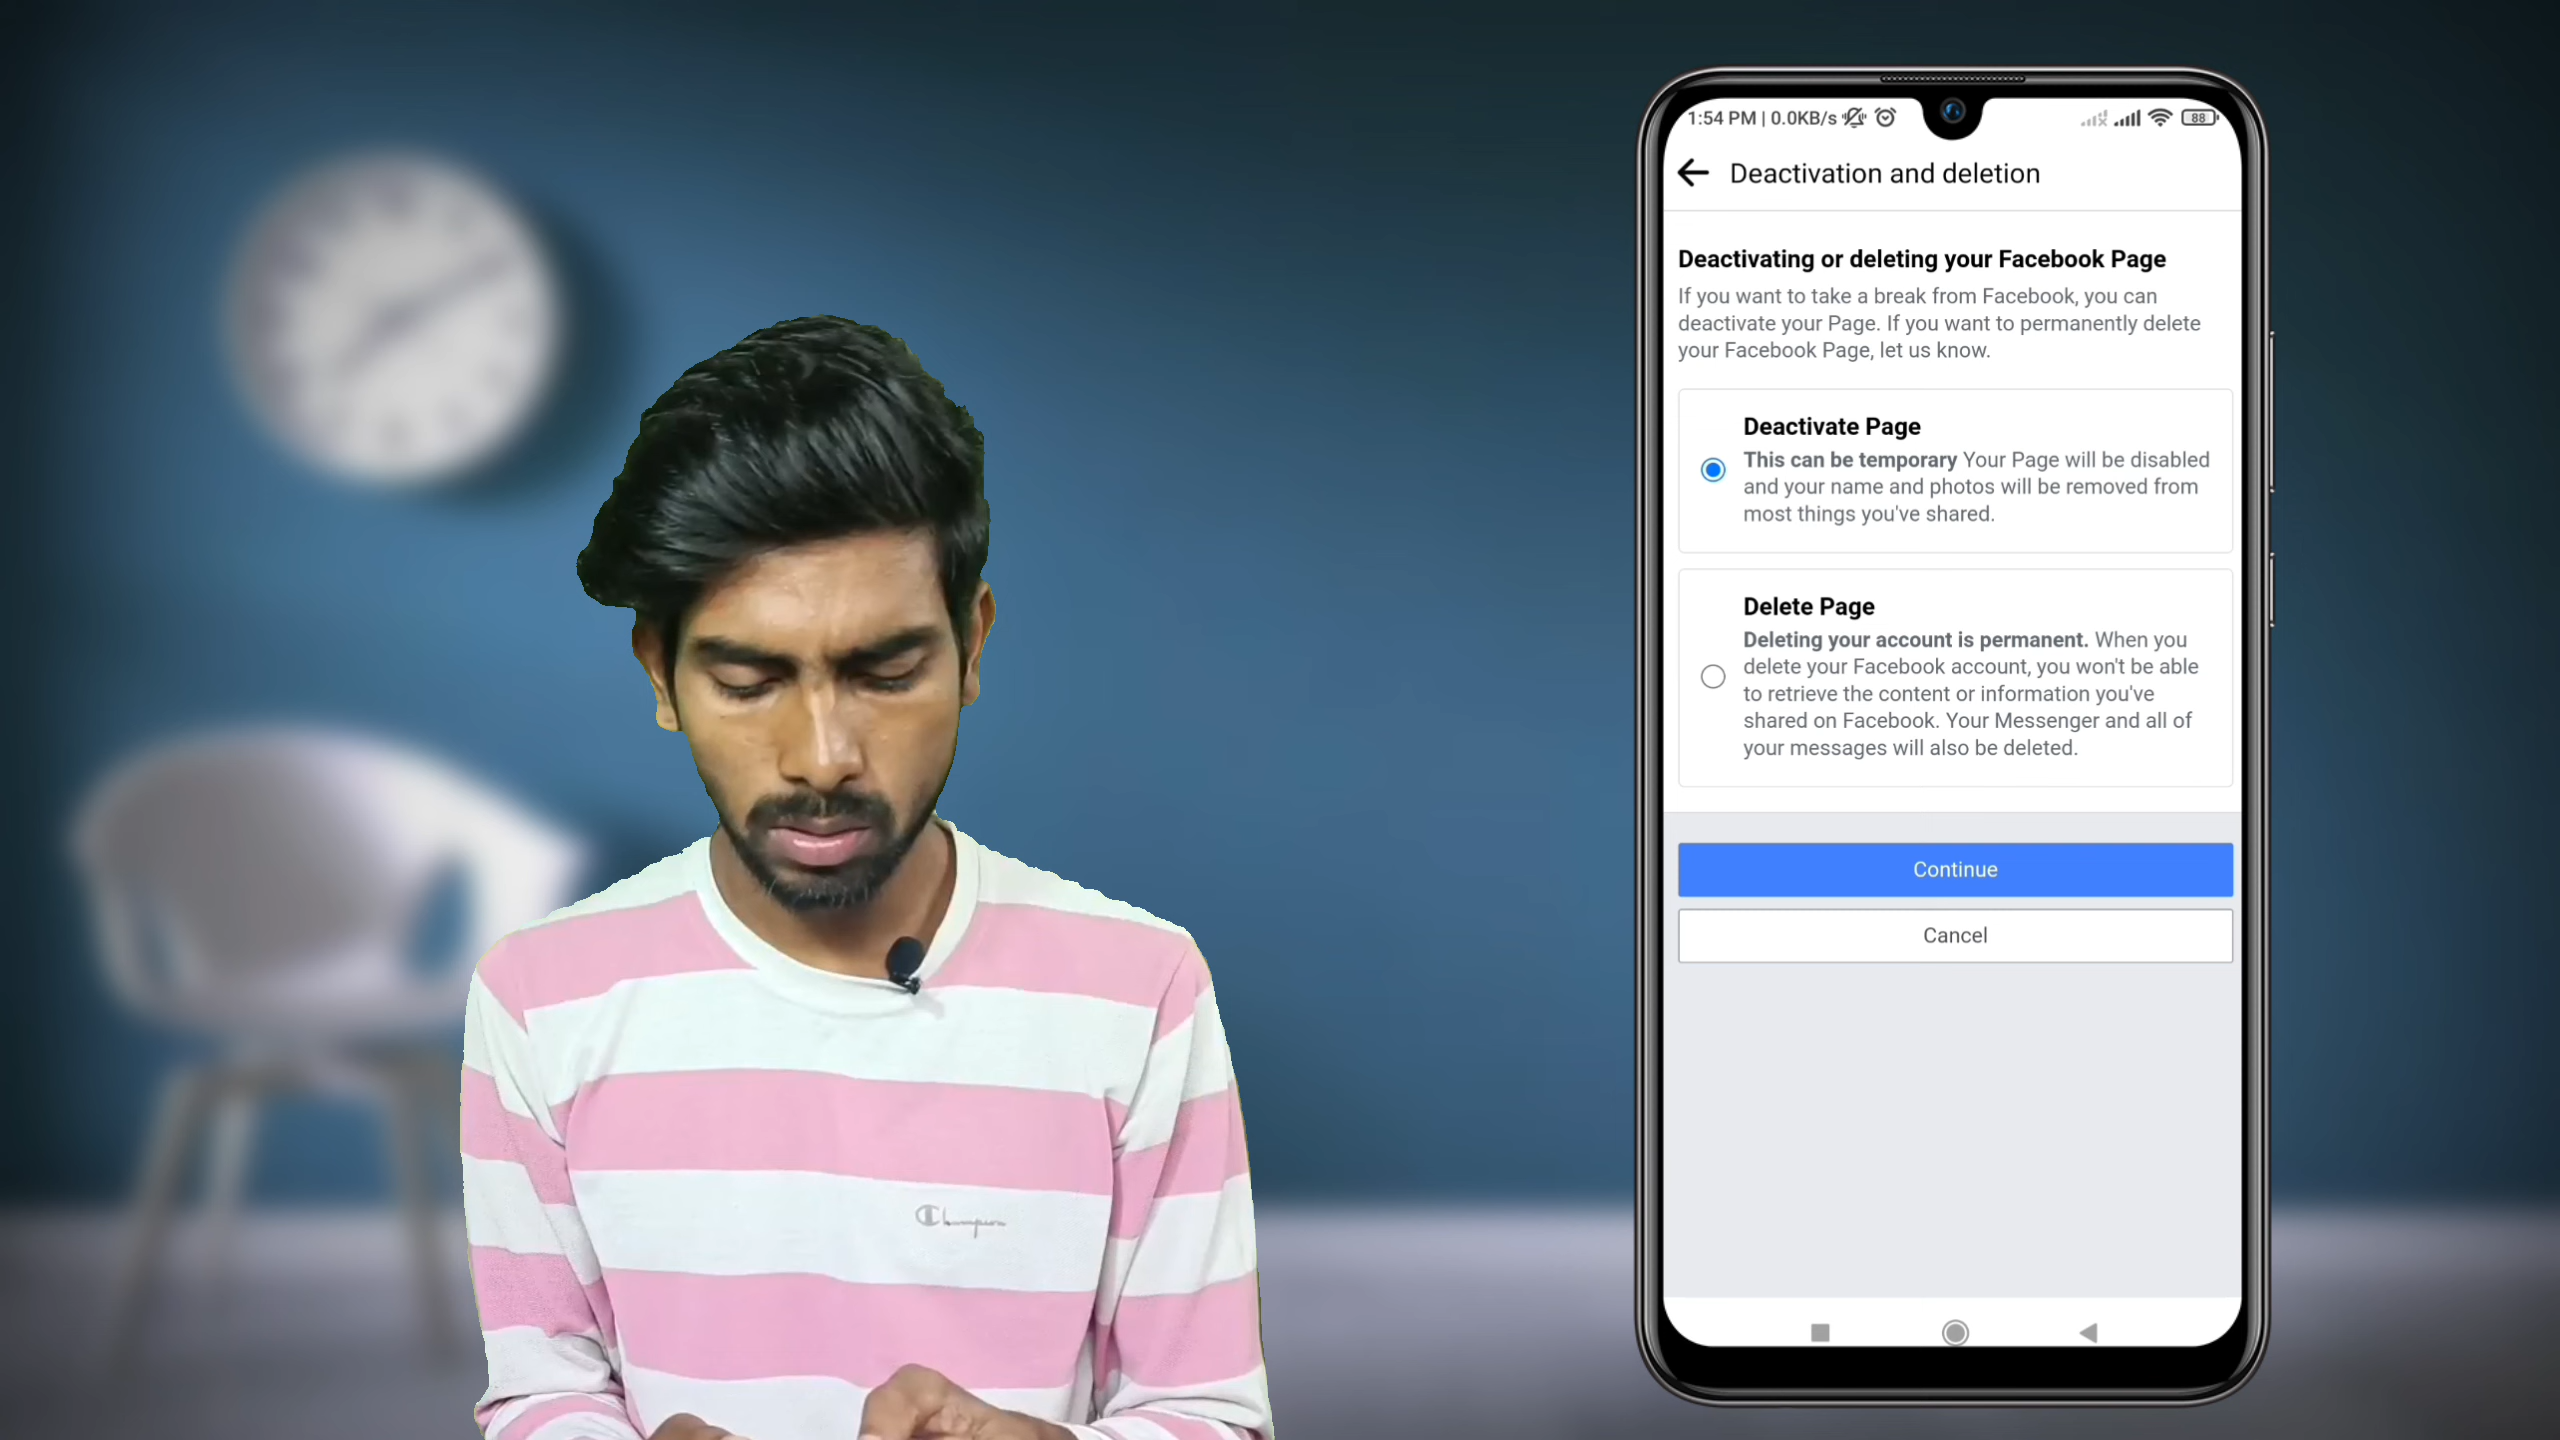 1:54 PM | 0.0KB/s
88
Deactivation and deletion
Deactivating or deleting your Facebook Page
If you want to take a break from Facebook, you can
deactivate your Page. If you want to permanently delete
your Facebook Page, let us know.
Deactivate Page
This can be temporary Your Page will be disabled
and your name and photos will be removed from
most things you've shared.
Delete Page
Deleting your account is permanent. When you
delete your Facebook account, you won't be able
to retrieve the content or information you've
shared on Facebook. Your Messenger and all of
your messages will also be deleted.
Continue
Cancel
Champion